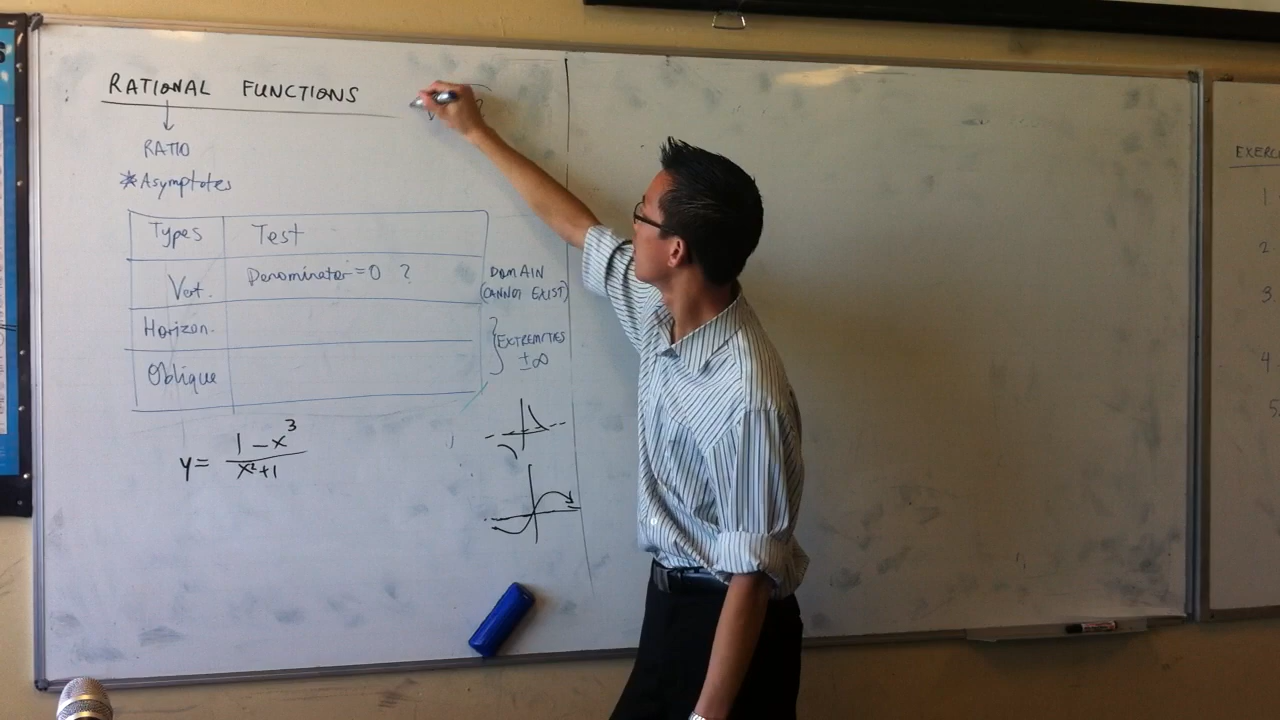 RATIONAL FUNCTIONS
RATIO
*Asymptotes
Types Test
Vert. Denominator = 0 ?
DOMAIN
(CANNOT EXIST)
Horizon.
Oblique
} EXTREMITIES
±∞
y = (1 - x³)/(x² + 1)
1.
2.
3.
4.
5